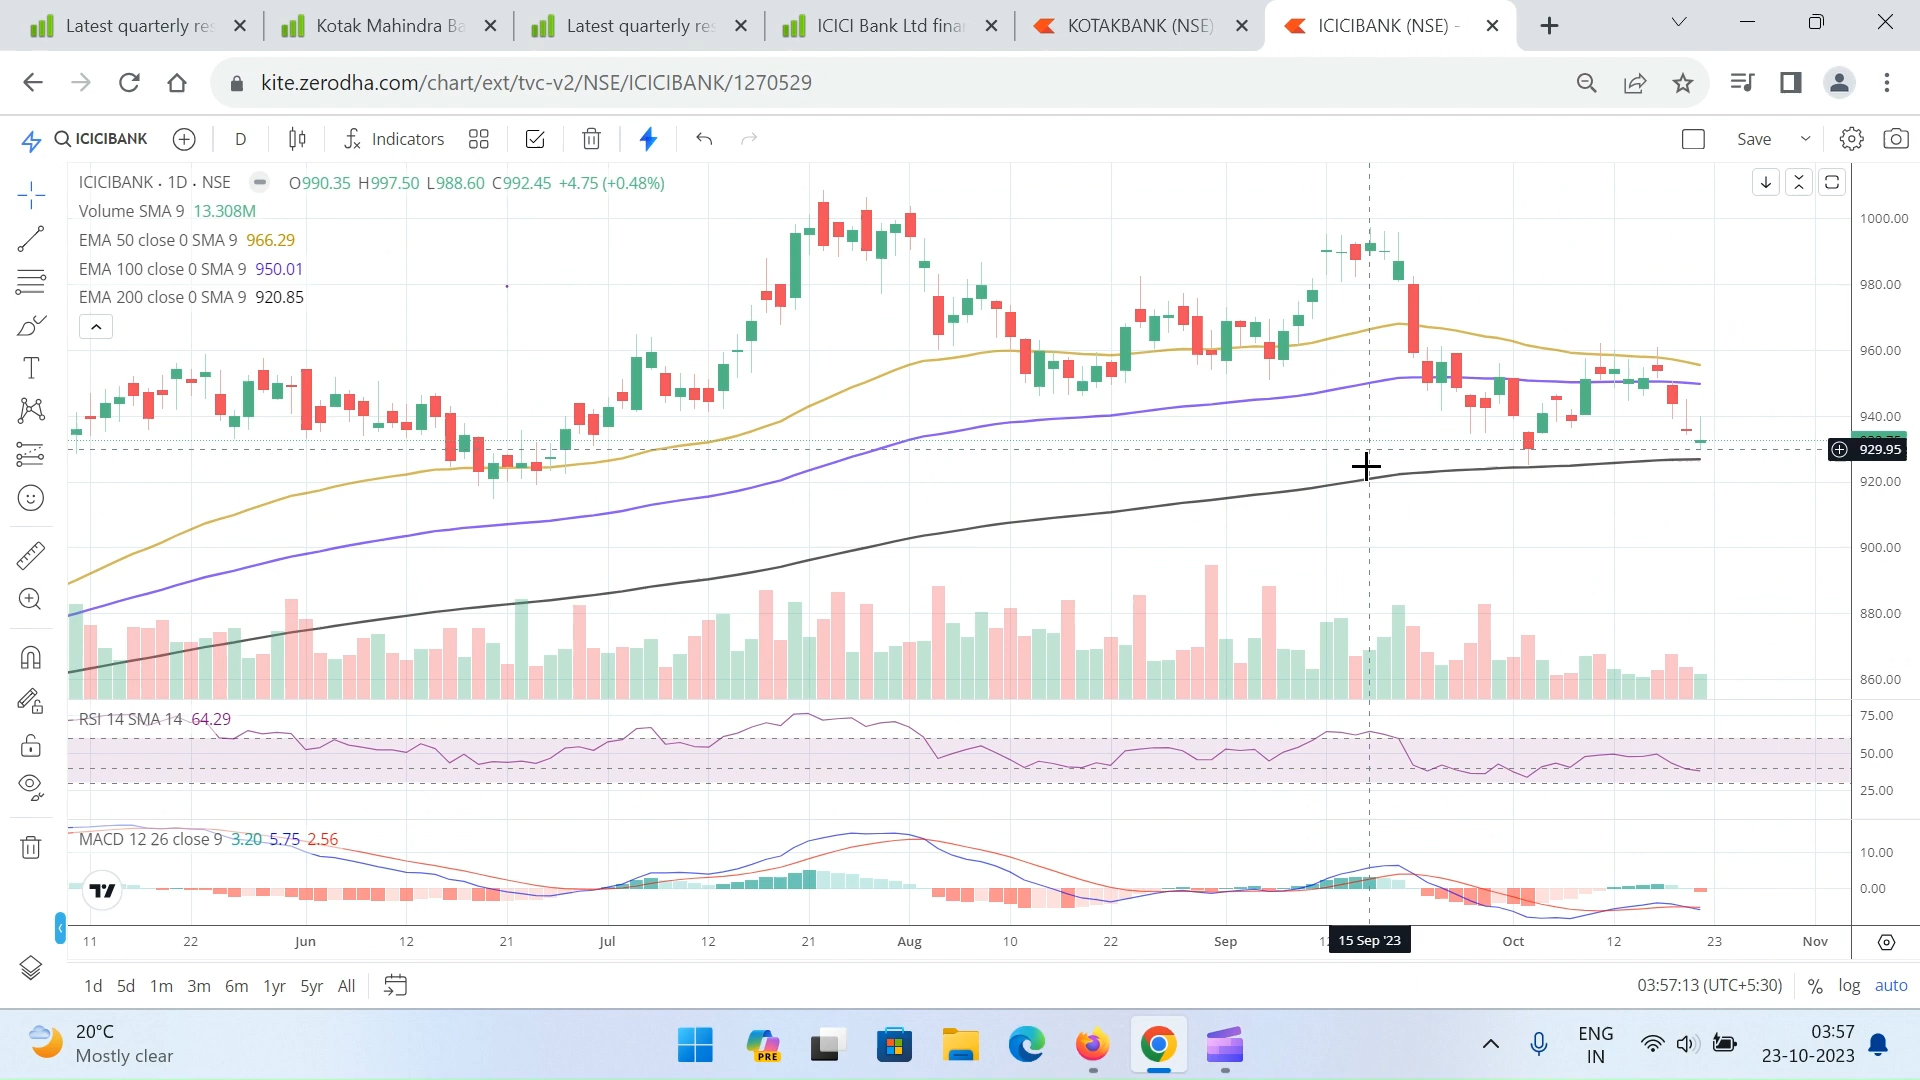 Latest quarterly res
Kotak Mahindra Ba
Latest quarterly res
ICICI Bank Ltd finan
KOTAKBANK (NSE)
ICICIBANK (NSE) -
kite.zerodha.com/chart/ext/tvc-v2/NSE/ICICIBANK/1270529
ICICIBANK D Indicators Save
ICICIBANK · 1D · NSE O990.35 H997.50 L988.60 C992.45 +4.75 (+0.48%)
Volume SMA 9 13.308M
EMA 50 close 0 SMA 9 966.29
EMA 100 close 0 SMA 9 950.01
EMA 200 close 0 SMA 9 920.85
1000.00
980.00
960.00
940.00
929.95
920.00
900.00
880.00
860.00
RSI 14 SMA 14 64.29
75.00
50.00
25.00
MACD 12 26 close 9 3.20 5.75 2.56
10.00
0.00
11 22 Jun 12 21 Jul 12 21 Aug 10 22 Sep 15 Sep '23 Oct 12 23 Nov
1d 5d 1m 3m 6m 1yr 5yr All 03:57:13 (UTC+5:30) % log auto
20°C
Mostly clear
PRE
ENG
IN
03:57
23-10-2023